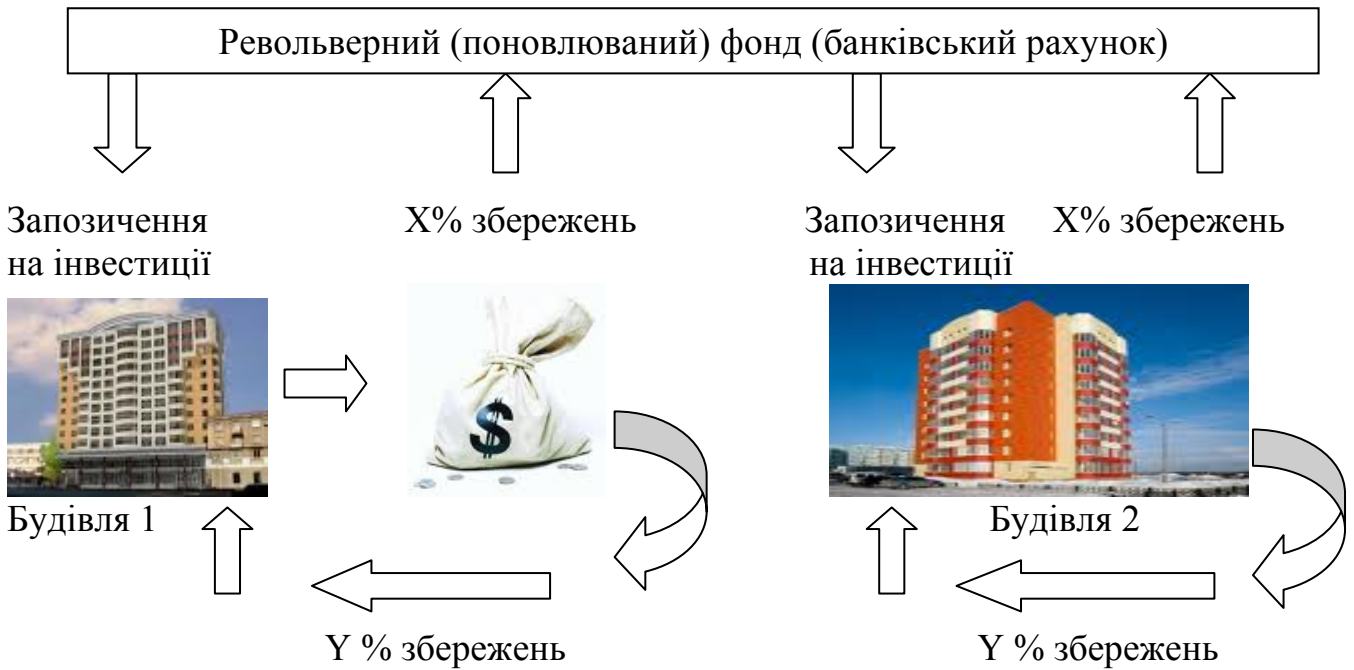 Револьверний (поновлюваний) фонд (банківський рахунок)
Запозичення
на інвестиції
X% збережень
Запозичення
на інвестиції
X% збережень
$
Будівля 1
Будівля 2
Y % збережень
Y % збережень